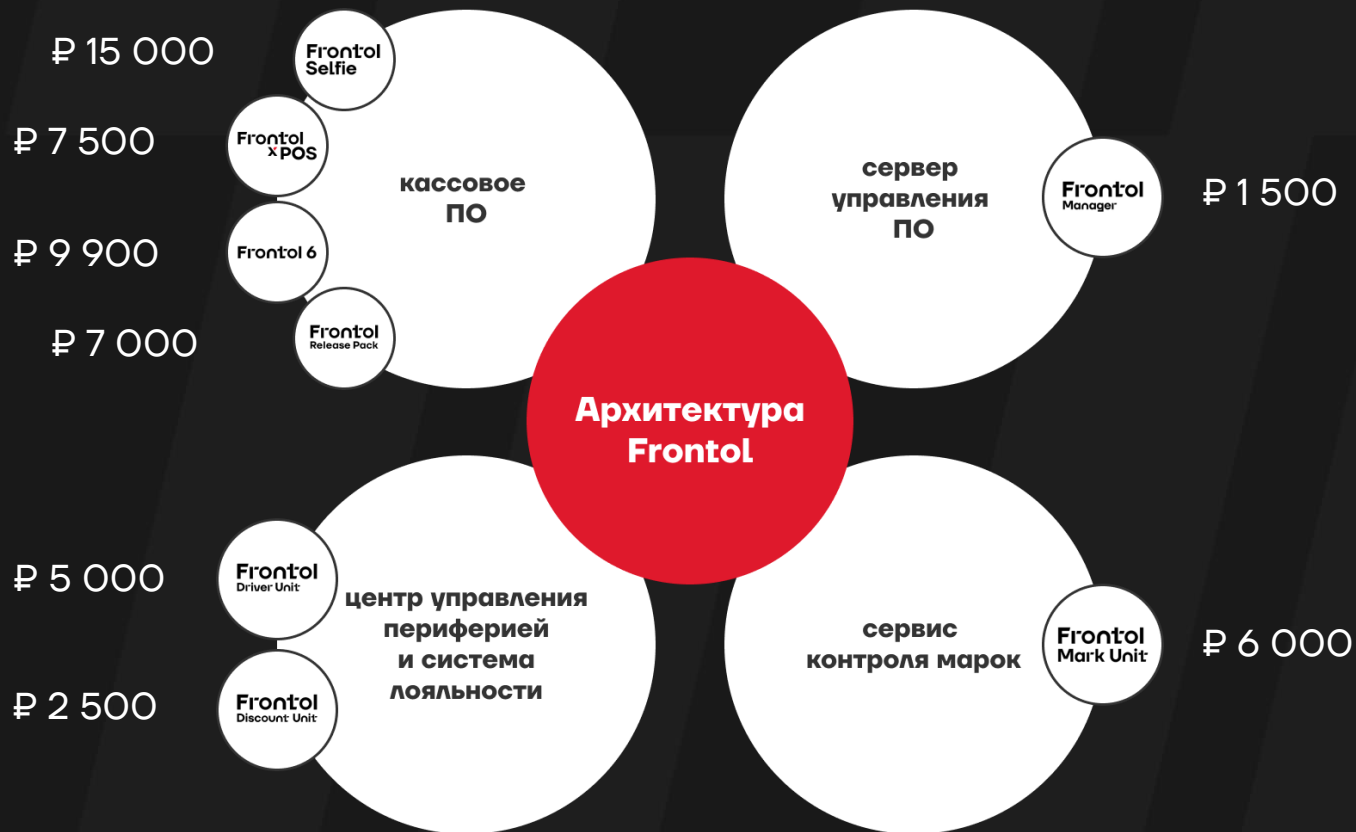 ₽ 15 000
Frontol
Selfie
₽ 7 500
Frontol
xPOS
₽ 9 900
Frontol 6
₽ 7 000
Frontol
Release Pack
кассовое
ПО
сервер
управления
ПО
Frontol
Manager
₽ 1 500
Архитектура
Frontol
₽ 5 000
Frontol
Driver Unit
₽ 2 500
Frontol
Discount Unit
центр управления
периферией
и система
лояльности
сервис
контроля марок
Frontol
Mark Unit
₽ 6 000